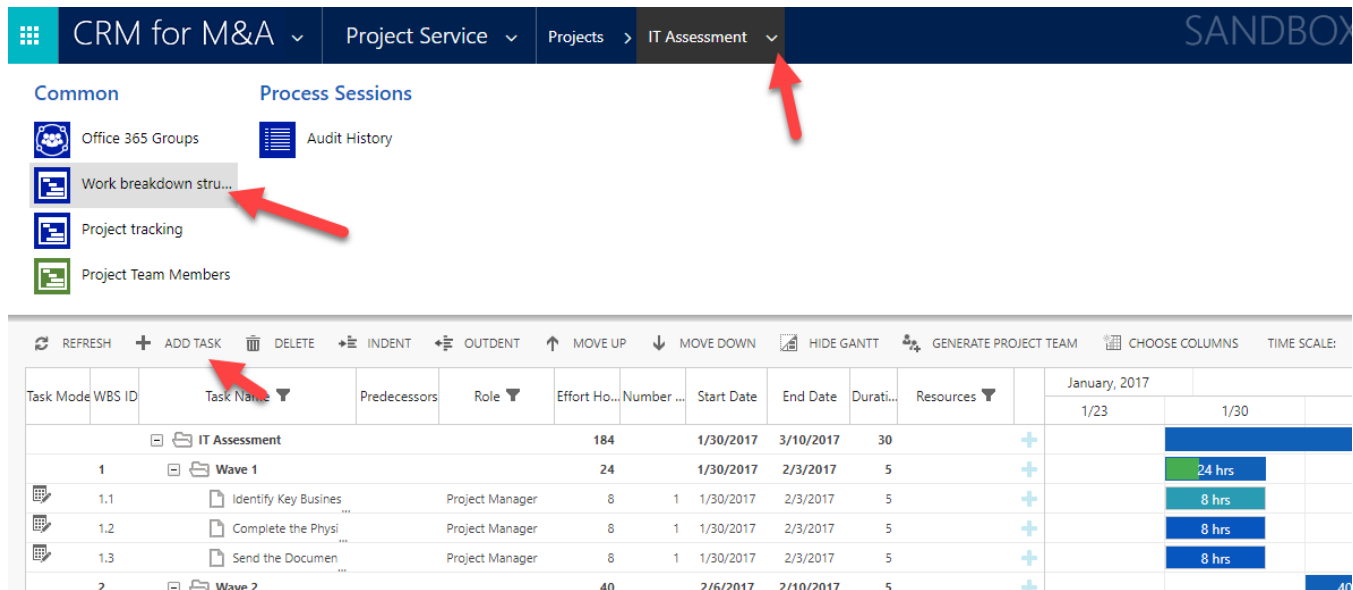 CRM for M&A Project Service Projects > IT Assessment SANDBOX
Common Process Sessions
Office 365 Groups Audit History
Work breakdown stru...
Project tracking
Project Team Members
REFRESH ADD TASK DELETE INDENT OUTDENT MOVE UP MOVE DOWN HIDE GANTT GENERATE PROJECT TEAM CHOOSE COLUMNS TIME SCALE:
January, 2017
Task Mode WBS ID Task Name Predecessors Role Effort Ho... Number ... Start Date End Date Durati... Resources
1/23 1/30
IT Assessment 184 1/30/2017 3/10/2017 30
1 Wave 1 24 1/30/2017 2/3/2017 5 24 hrs
1.1 Identify Key Busines ... Project Manager 8 1 1/30/2017 2/3/2017 5 8 hrs
1.2 Complete the Physi ... Project Manager 8 1 1/30/2017 2/3/2017 5 8 hrs
1.3 Send the Documen ... Project Manager 8 1 1/30/2017 2/3/2017 5 8 hrs
2 Wave 2 40 2/6/2017 2/10/2017 5 40